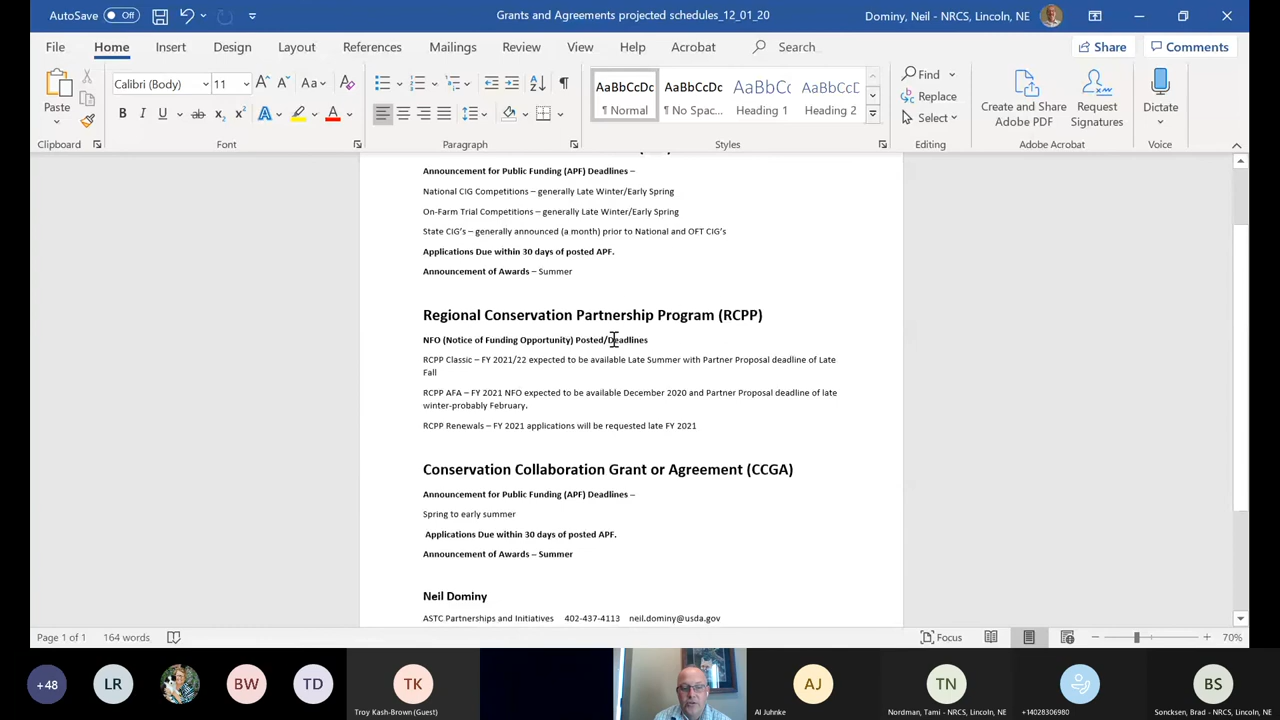 AutoSave Off Grants and Agreements projected schedules_12_01_20 Dominy, Neil - NRCS, Lincoln, NE
File Home Insert Design Layout References Mailings Review View Help Acrobat Search Share Comments
Calibri (Body) 11 Aa AaBbCcDc AaBbCcDc AaBbCc AaBbCcD Find
Paste Replace Create and Share Adobe PDF Request Signatures Dictate
B I U ab x2 x2 A A ¶ Normal ¶ No Spac... Heading 1 Heading 2 Select
Clipboard Font Paragraph Styles Editing Adobe Acrobat Voice
Announcement for Public Funding (APF) Deadlines –
National CIG Competitions – generally Late Winter/Early Spring
On-Farm Trial Competitions – generally Late Winter/Early Spring
State CIG's – generally announced (a month) prior to National and OFT CIG's
Applications Due within 30 days of posted APF.
Announcement of Awards – Summer
Regional Conservation Partnership Program (RCPP)
NFO (Notice of Funding Opportunity) Posted/Deadlines
RCPP Classic – FY 2021/22 expected to be available Late Summer with Partner Proposal deadline of Late
Fall
RCPP AFA – FY 2021 NFO expected to be available December 2020 and Partner Proposal deadline of late
winter-probably February.
RCPP Renewals – FY 2021 applications will be requested late FY 2021
Conservation Collaboration Grant or Agreement (CCGA)
Announcement for Public Funding (APF) Deadlines –
Spring to early summer
Applications Due within 30 days of posted APF.
Announcement of Awards – Summer
Neil Dominy
ASTC Partnerships and Initiatives 402-437-4113 neil.dominy@usda.gov
Page 1 of 1 164 words Focus 70%
+48 LR BW TD TK AJ TN BS
Troy Kash-Brown (Guest) Al Juhnke Nordman, Tami - NRCS, Lincoln, NE +14028306980 Soncksen, Brad - NRCS, Lincoln, NE